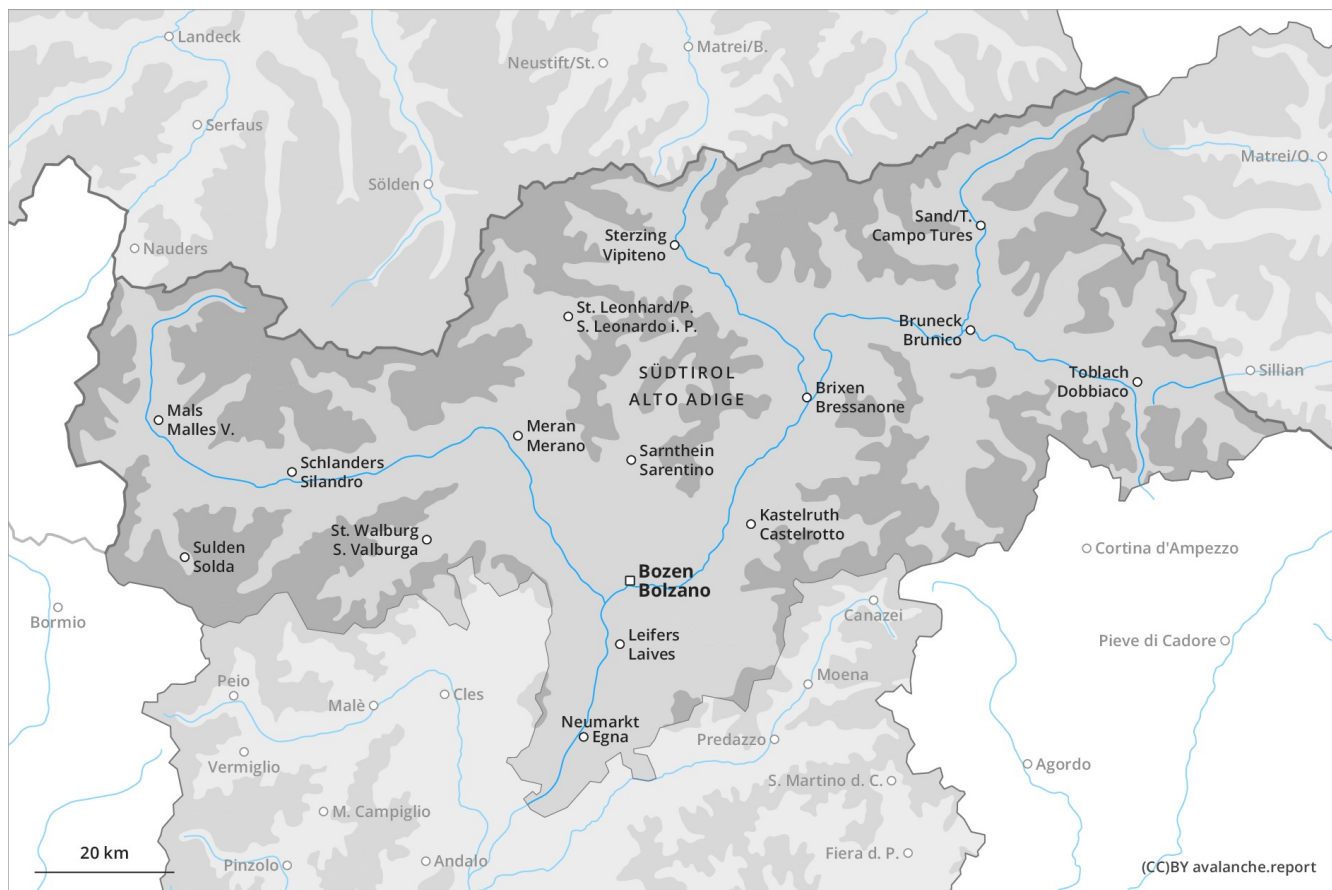 Landeck
Matrei/B.
Neustift/St.
Serfaus
Matrei/O.
Sölden
Sand/T.
Campo Tures
Nauders
Sterzing
Vipiteno
St. Leonhard/P.
S. Leonardo i. P.
Bruneck
Brunico
SÜDTIROL
ALTO ADIGE
Toblach
Dobbiaco
Sillian
Brixen
Bressanone
Mals
Malles V.
Meran
Merano
Schlanders
Silandro
Sarnthein
Sarentino
Kastelruth
Castelrotto
St. Walburg
S. Valburga
Sulden
Solda
Cortina d'Ampezzo
Bozen
Bolzano
Bormio
Canazei
Leifers
Laives
Pieve di Cadore
Peio
Moena
Malè
Cles
Neumarkt
Egna
Predazzo
Vermiglio
Agordo
S. Martino d. C.
M. Campiglio
20 km
Pinzolo
Andalo
Fiera d. P.
(CC)BY avalanche.report